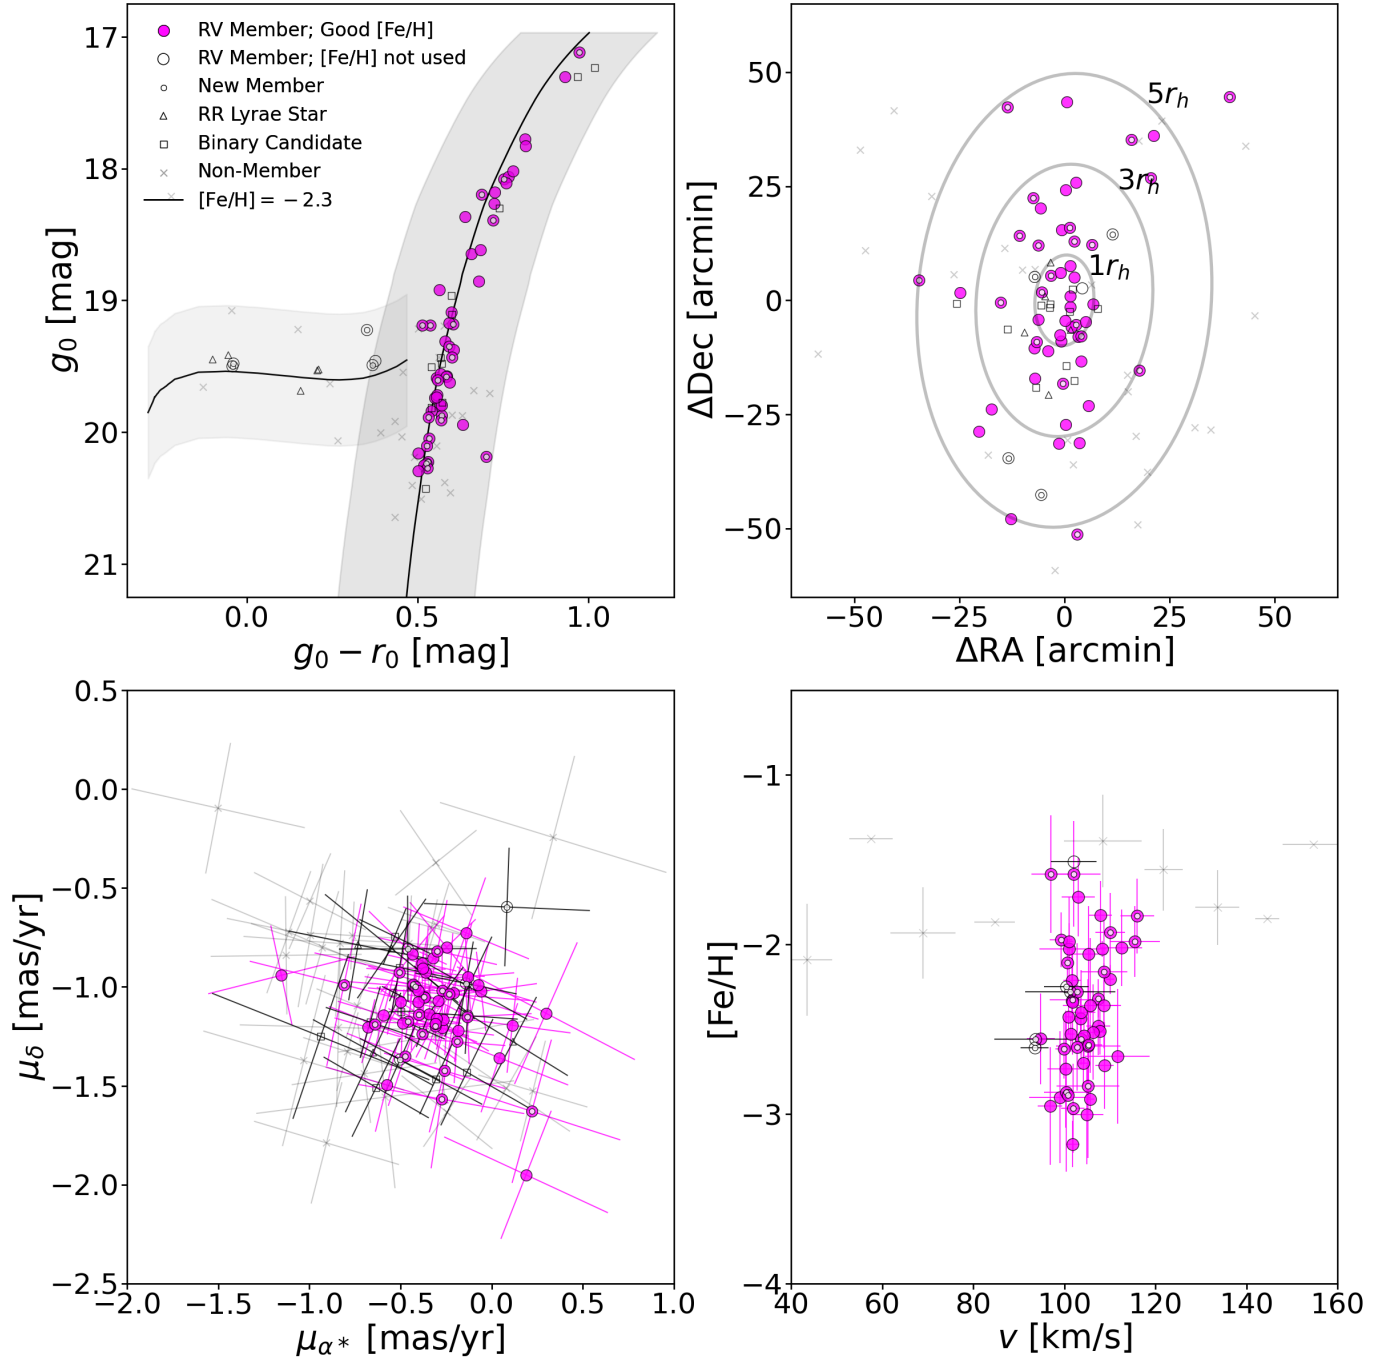 17
18
19
20
21
g₀ [mag]
RV Member; Good [Fe/H]
RV Member; [Fe/H] not used
New Member
RR Lyrae Star
Binary Candidate
Non-Member
[Fe/H] = −2.3
0.0 0.5 1.0
g₀ − r₀ [mag]
50
25
0
−25
−50
ΔDec [arcmin]
5rₕ
3rₕ
1rₕ
−50 −25 0 25 50
ΔRA [arcmin]
0.5
0.0
−0.5
−1.0
−1.5
−2.0
−2.5
μδ [mas/yr]
−2.0 −1.5 −1.0 −0.5 0.0 0.5 1.0
μα* [mas/yr]
−1
−2
−3
−4
[Fe/H]
40 60 80 100 120 140 160
v [km/s]